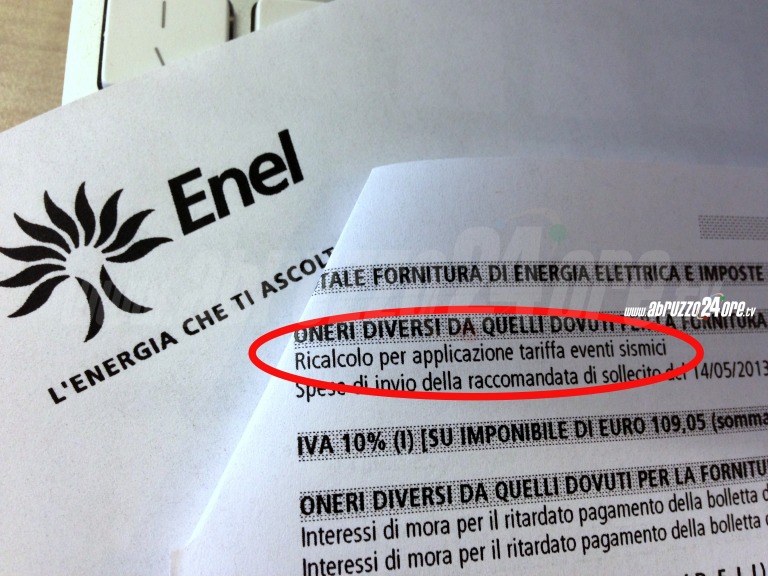 Enel
L'ENERGIA CHE TI ASCOLT
TALE FORNITURA DI ENERGIA ELETTRICA E IMPOSTE
www.abruzzo24ore.tv
ONERI DIVERSI DA QUELLI DOVUTI PER LA FORNITURA
Ricalcolo per applicazione tariffa eventi sismici
Spese di invio della raccomandata di sollecito del 14/05/2013
IVA 10% (I) [SU IMPONIBILE DI EURO 109,05 (somma
ONERI DIVERSI DA QUELLI DOVUTI PER LA FORNITU
Interessi di mora per il ritardato pagamento della bolletta d
Interessi di mora per il ritardato pagamento della bolletta